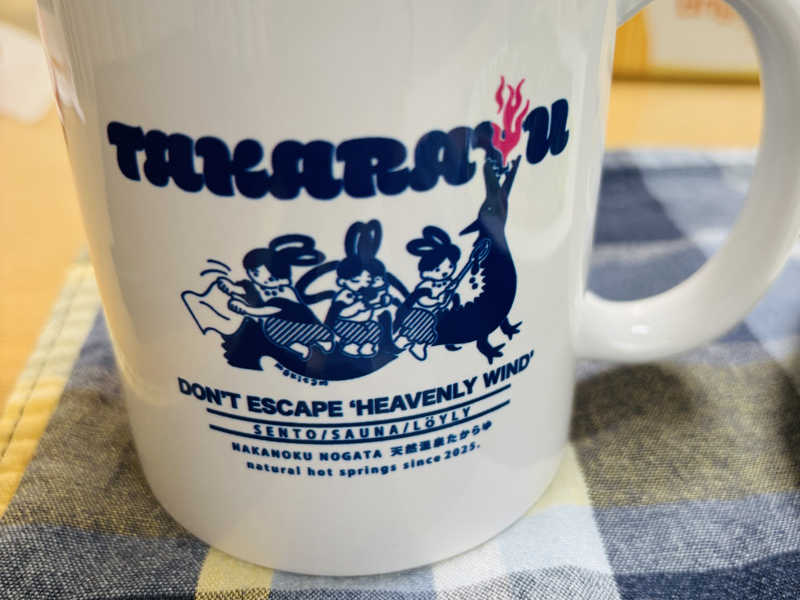 TAKARAYU
DON'T ESCAPE 'HEAVENLY WIND'
SENTO/SAUNA/LÖYLY
NAKANOKU NOGATA 天然温泉たからゆ
natural hot springs since 2025.